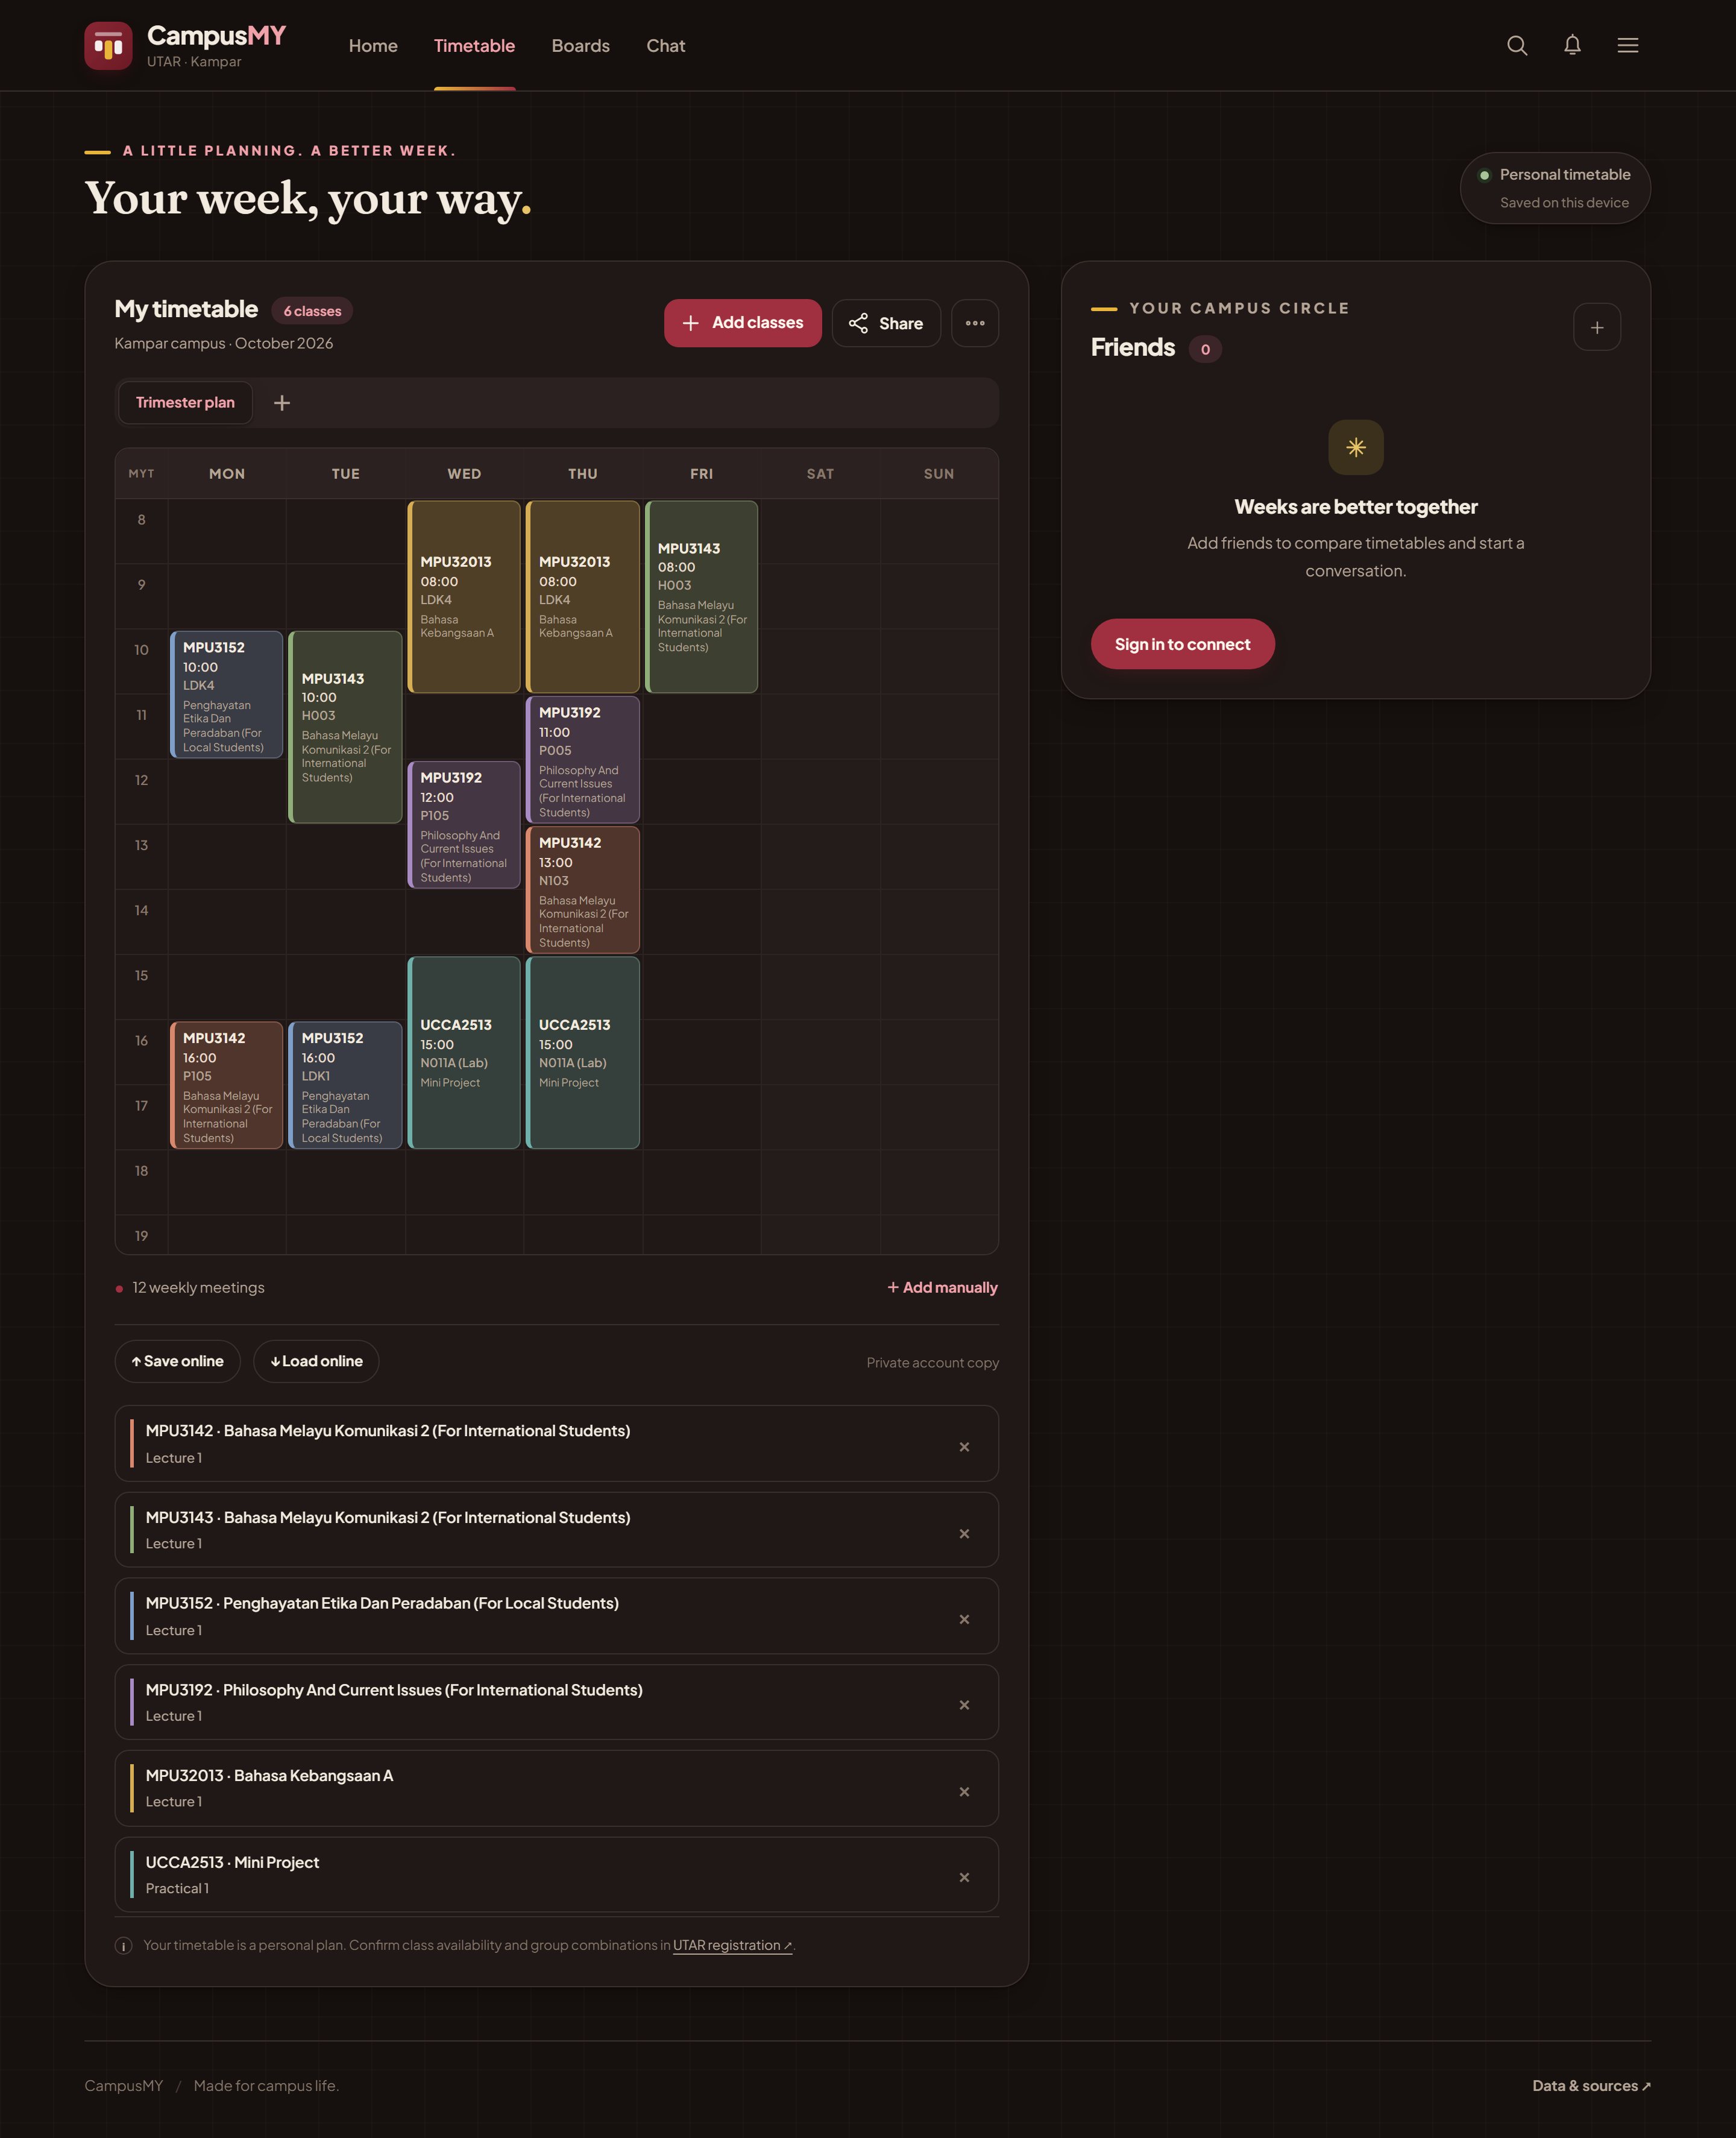 CampusMY
UTAR · Kampar
Home
Timetable
Boards
Chat
A LITTLE PLANNING. A BETTER WEEK.
Your week, your way.
Personal timetable
Saved on this device
My timetable
6 classes
Kampar campus · October 2026
+ Add classes
Share
Trimester plan
+
MYT MON TUE WED THU FRI SAT SUN
8
9
10
11
12
13
14
15
16
17
18
19
MPU3152
10:00
LDK4
Penghayatan
Etika Dan
Peradaban (For
Local Students)
MPU3142
16:00
P105
Bahasa Melayu
Komunikasi 2 (For
International
Students)
MPU3143
10:00
H003
Bahasa Melayu
Komunikasi 2 (For
International
Students)
MPU3152
16:00
LDK1
Penghayatan
Etika Dan
Peradaban (For
Local Students)
MPU32013
08:00
LDK4
Bahasa
Kebangsaan A
MPU3192
12:00
P105
Philosophy And
Current Issues
(For International
Students)
UCCA2513
15:00
N011A (Lab)
Mini Project
MPU32013
08:00
LDK4
Bahasa
Kebangsaan A
MPU3192
11:00
P005
Philosophy And
Current Issues
(For International
Students)
MPU3142
13:00
N103
Bahasa Melayu
Komunikasi 2 (For
International
Students)
UCCA2513
15:00
N011A (Lab)
Mini Project
MPU3143
08:00
H003
Bahasa Melayu
Komunikasi 2 (For
International
Students)
12 weekly meetings
+ Add manually
↑ Save online
↓ Load online
Private account copy
MPU3142 · Bahasa Melayu Komunikasi 2 (For International Students)
Lecture 1
×
MPU3143 · Bahasa Melayu Komunikasi 2 (For International Students)
Lecture 1
×
MPU3152 · Penghayatan Etika Dan Peradaban (For Local Students)
Lecture 1
×
MPU3192 · Philosophy And Current Issues (For International Students)
Lecture 1
×
MPU32013 · Bahasa Kebangsaan A
Lecture 1
×
UCCA2513 · Mini Project
Practical 1
×
Your timetable is a personal plan. Confirm class availability and group combinations in UTAR registration ↗.
YOUR CAMPUS CIRCLE
Friends
0
+
Weeks are better together
Add friends to compare timetables and start a
conversation.
Sign in to connect
CampusMY / Made for campus life.
Data & sources ↗